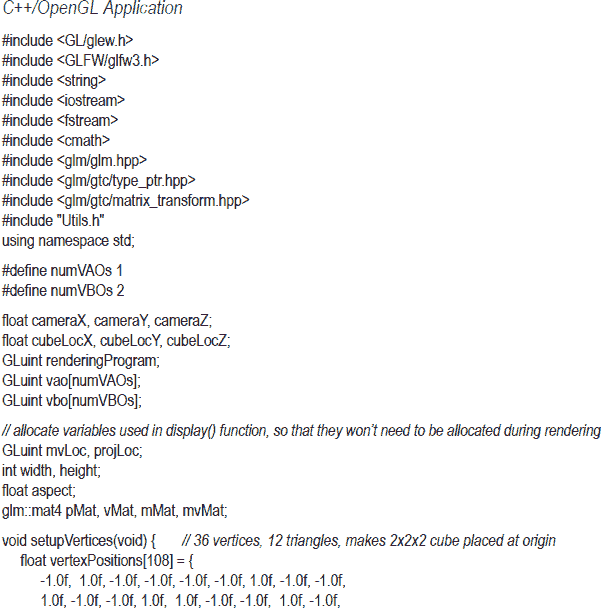 C++/OpenGL Application
#include <GL/glew.h>
#include <GLFW/glfw3.h>
#include <string>
#include <iostream>
#include <fstream>
#include <cmath>
#include <glm/glm.hpp>
#include <glm/gtc/type_ptr.hpp>
#include <glm/gtc/matrix_transform.hpp>
#include "Utils.h"
using namespace std;
#define numVAOs 1
#define numVBOs 2
float cameraX, cameraY, cameraZ;
float cubeLocX, cubeLocY, cubeLocZ;
GLuint renderingProgram;
GLuint vao[numVAOs];
GLuint vbo[numVBOs];
// allocate variables used in display() function, so that they won’t need to be allocated during rendering
GLuint mvLoc, projLoc;
int width, height;
float aspect;
glm::mat4 pMat, vMat, mMat, mvMat;
void setupVertices(void) { // 36 vertices, 12 triangles, makes 2x2x2 cube placed at origin
float vertexPositions[108] = {
-1.0f, 1.0f, -1.0f, -1.0f, -1.0f, -1.0f, 1.0f, -1.0f, -1.0f,
1.0f, -1.0f, -1.0f, 1.0f, 1.0f, -1.0f, -1.0f, 1.0f, -1.0f,